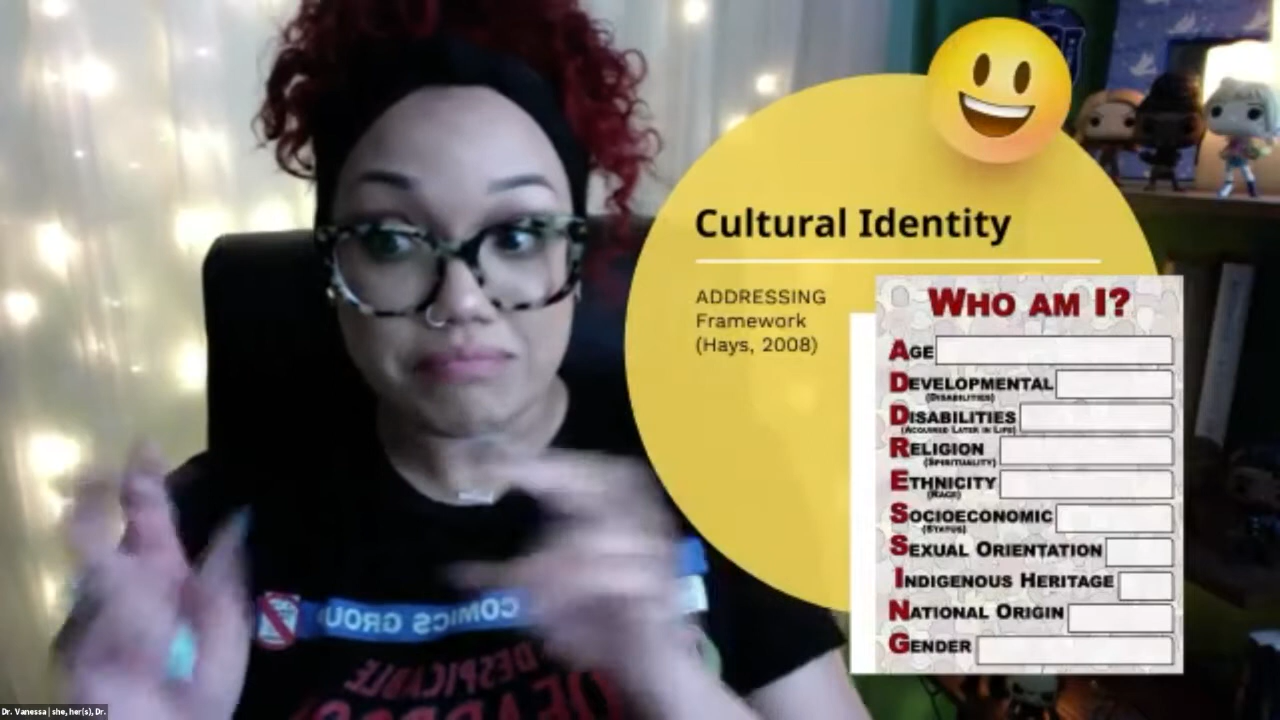 Cultural Identity
ADDRESSING
Framework
(Hays, 2008)
WHO AM I?
AGE
DEVELOPMENTAL
(DISABILITIES)
DISABILITIES
(ACQUIRED LATER IN LIFE)
RELIGION
(SPIRITUALITY)
ETHNICITY
(RACE)
SOCIOECONOMIC
(STATUS)
SEXUAL ORIENTATION
INDIGENOUS HERITAGE
NATIONAL ORIGIN
GENDER
COMICS GROU
DESPICABLE
Dr. Vanessa | she, her(s), Dr.